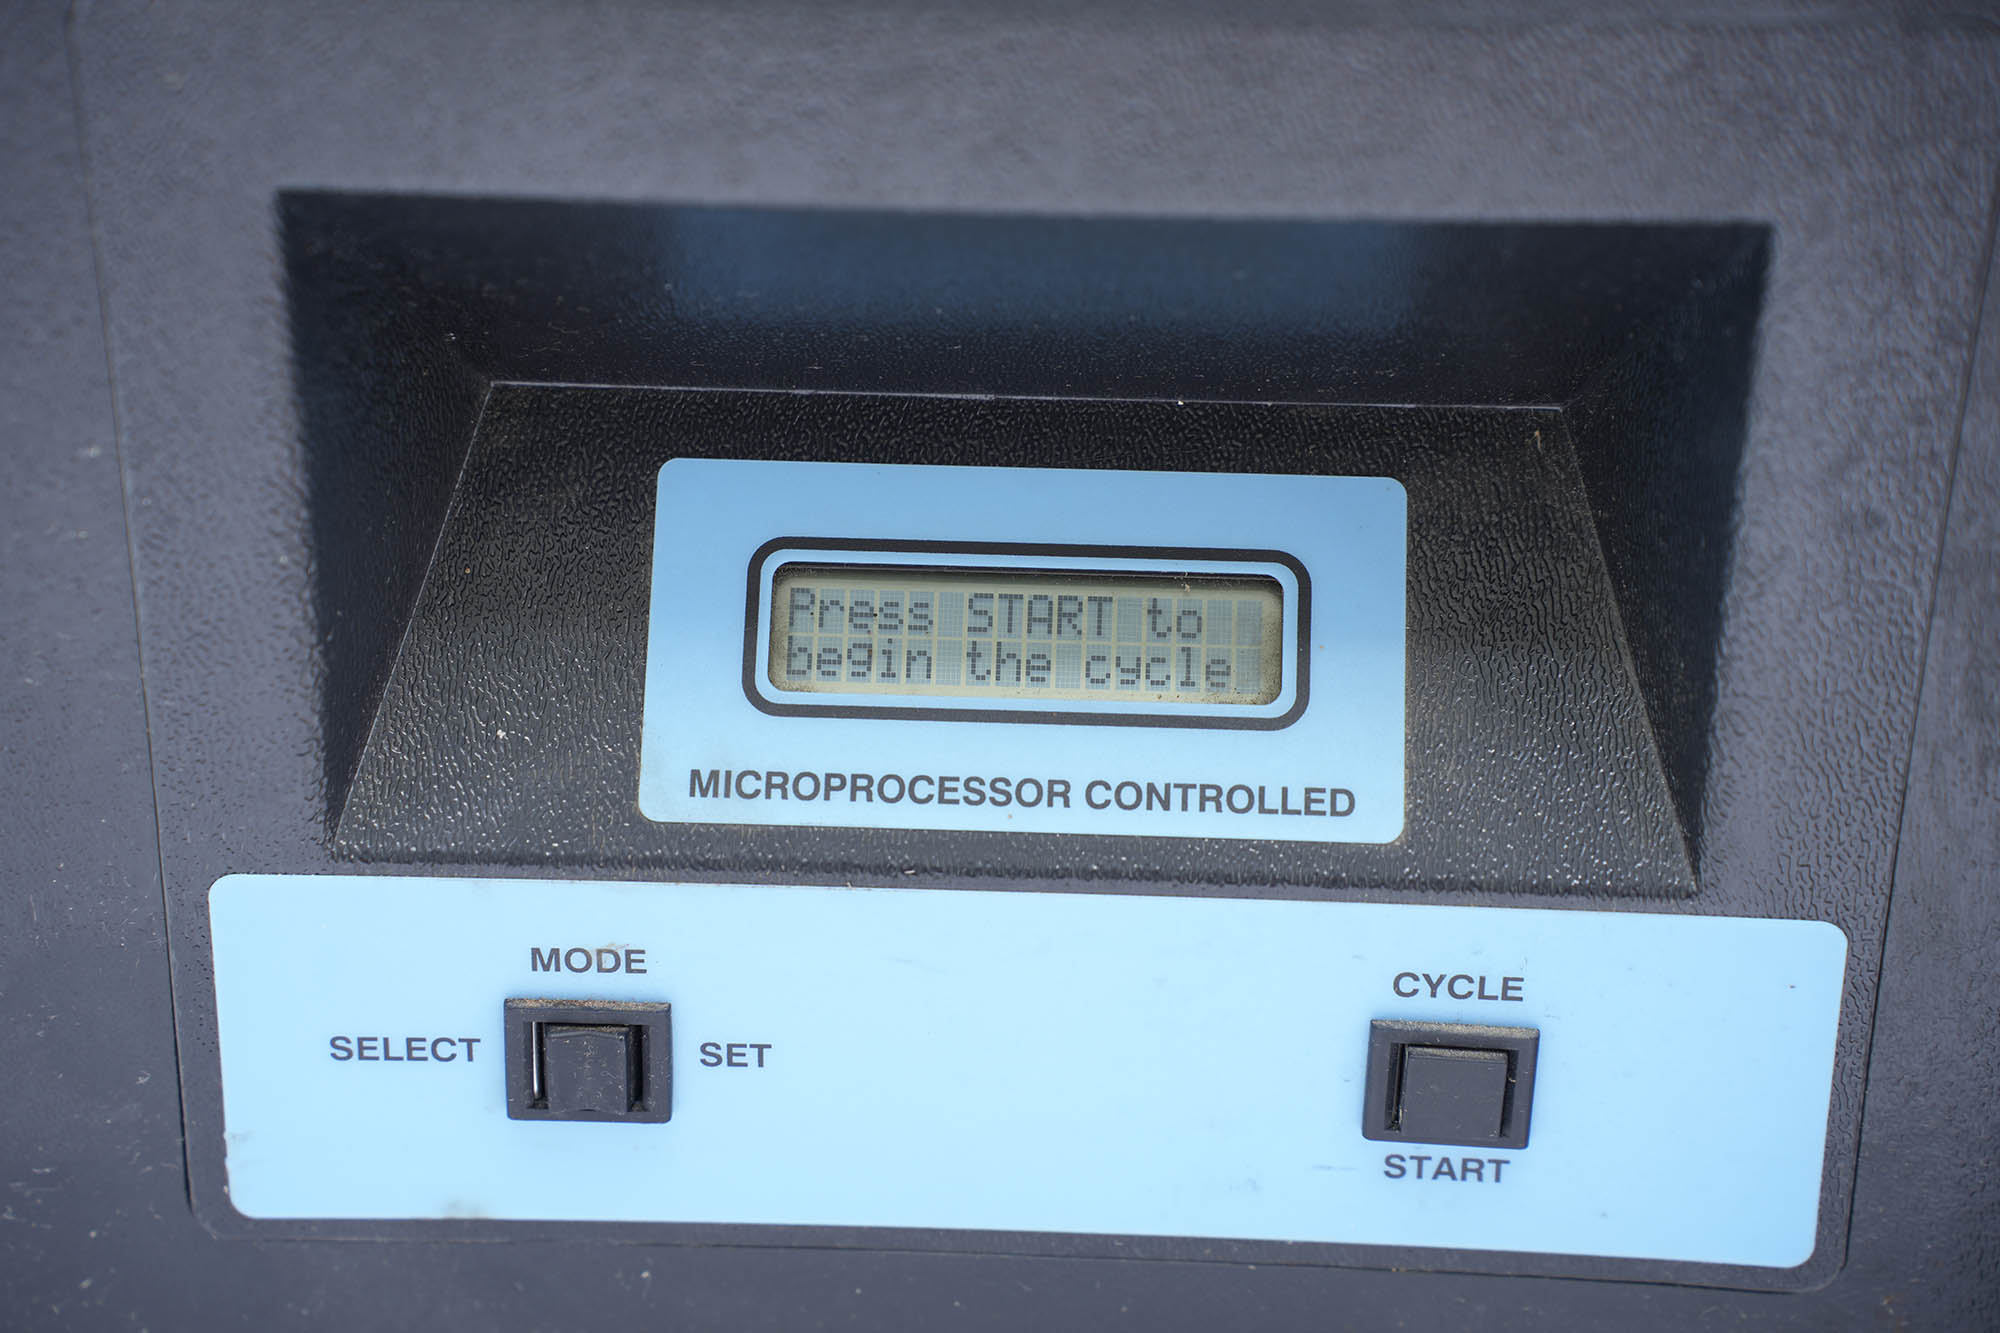 Press START to
begin the cycle
MICROPROCESSOR CONTROLLED
MODE
SELECT
SET
CYCLE
START